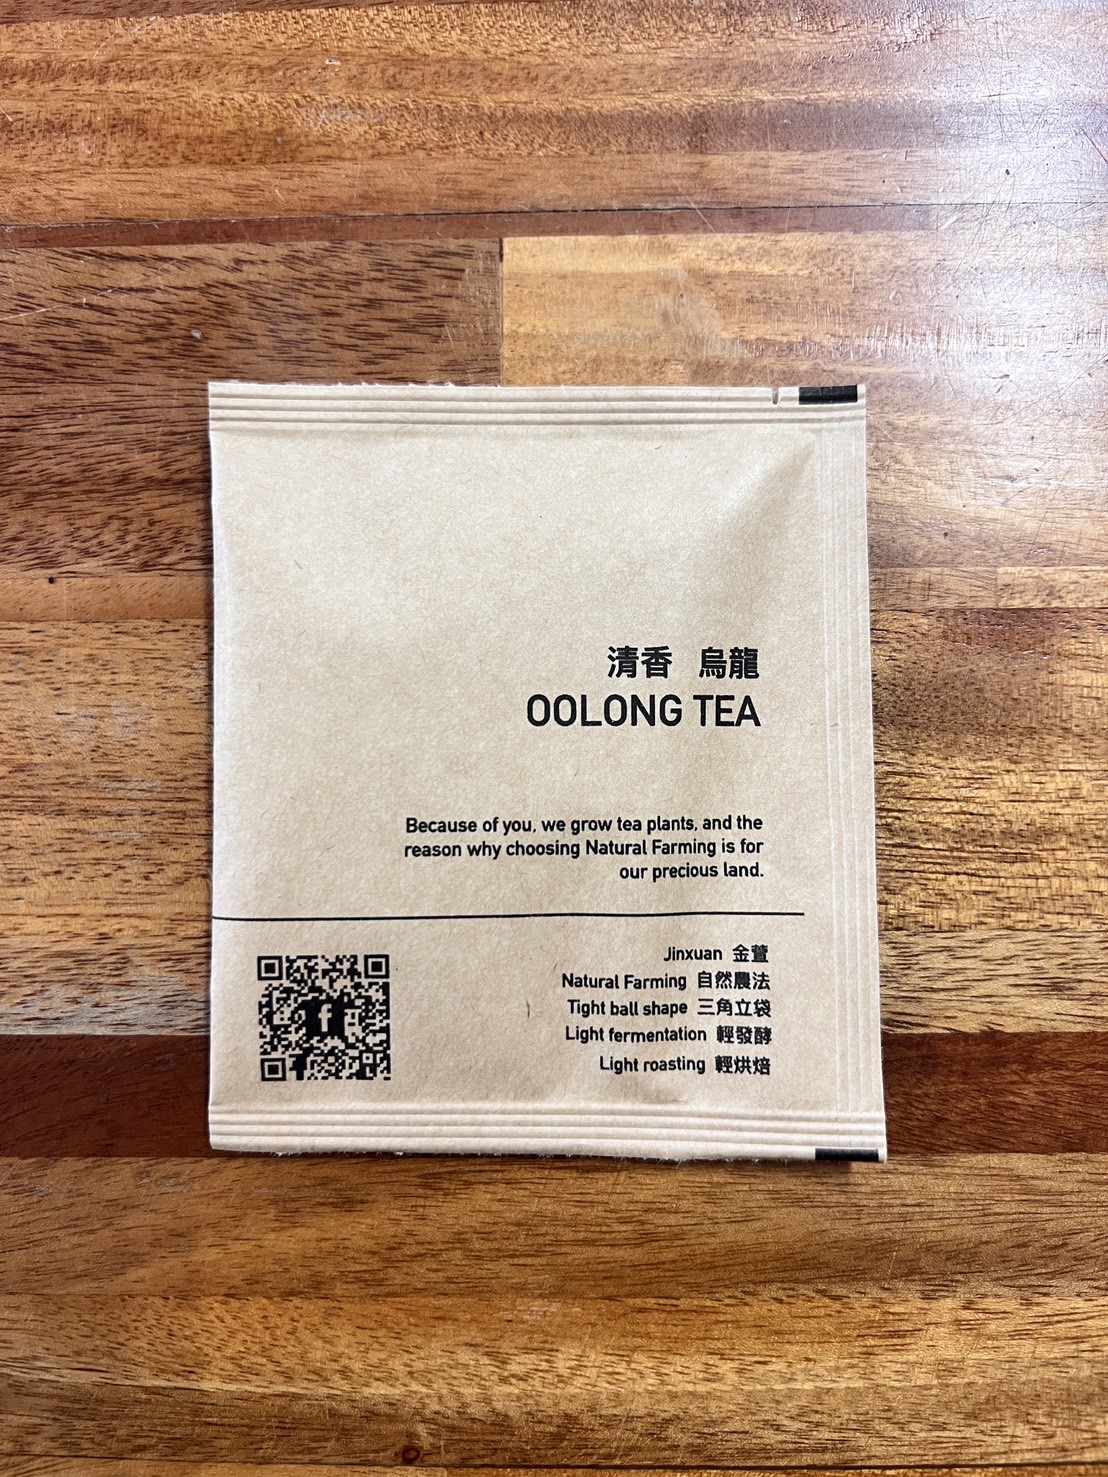 清香 烏龍
OOLONG TEA
Because of you, we grow tea plants, and the
reason why choosing Natural Farming is for
our precious land.
Jinxuan 金萱
Natural Farming 自然農法
Tight ball shape 三角立袋
Light fermentation 輕發酵
Light roasting 輕烘焙
f